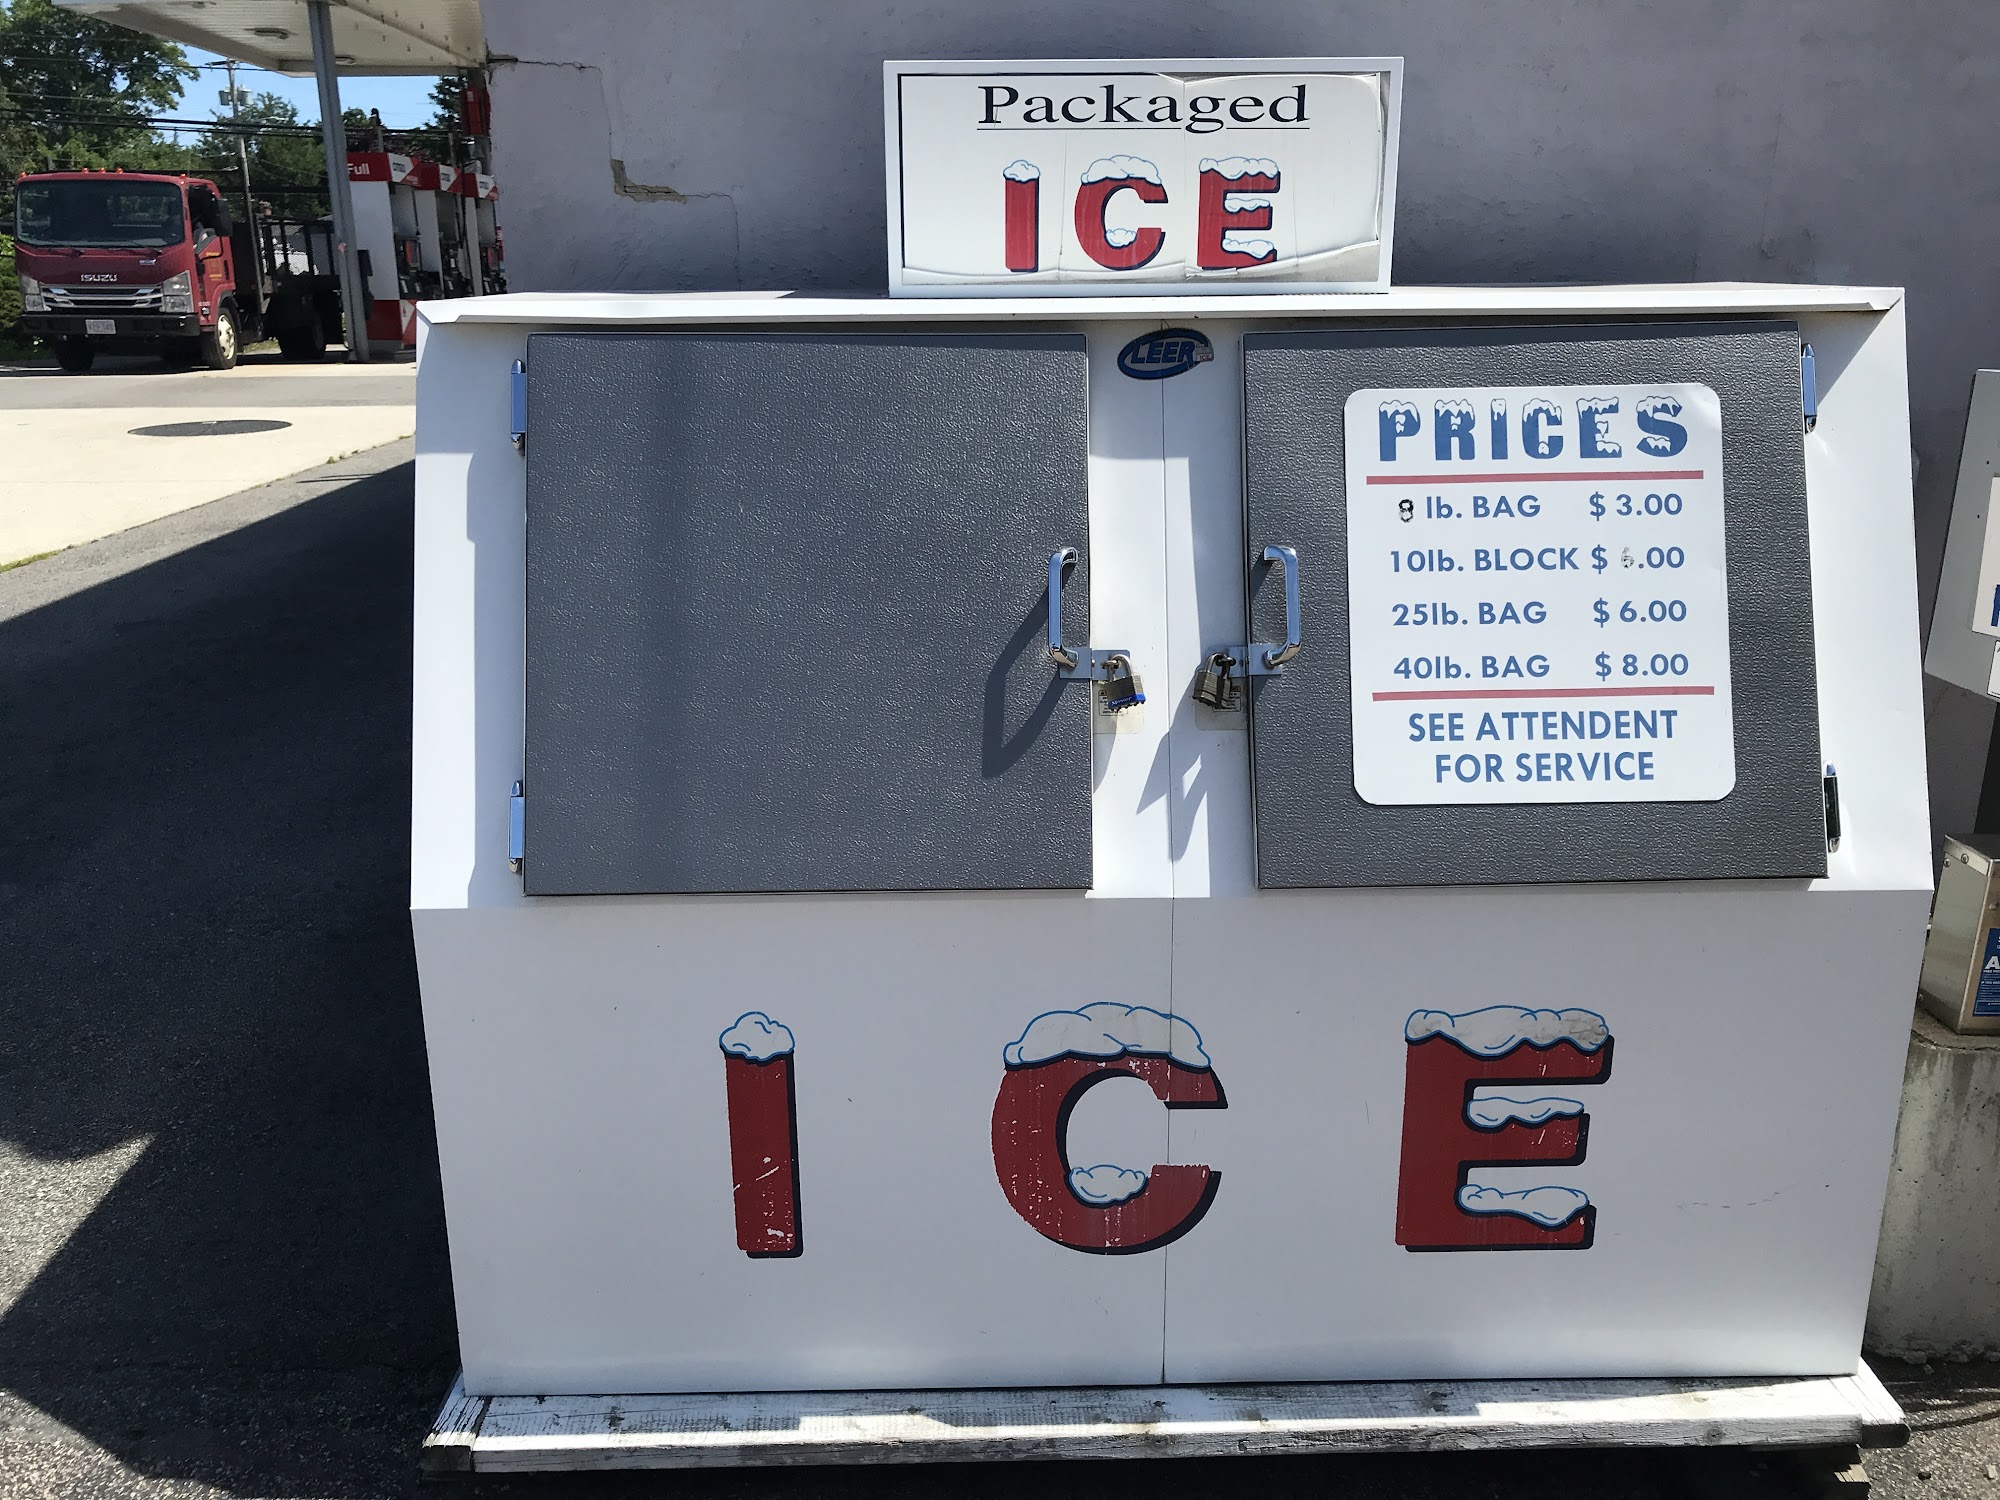 Packaged
ICE
Full
ISUZU
LEER
PRICES
8 lb. BAG $ 3.00
10lb. BLOCK $ 6.00
25lb. BAG $ 6.00
40lb. BAG $ 8.00
SEE ATTENDENT
FOR SERVICE
ICE